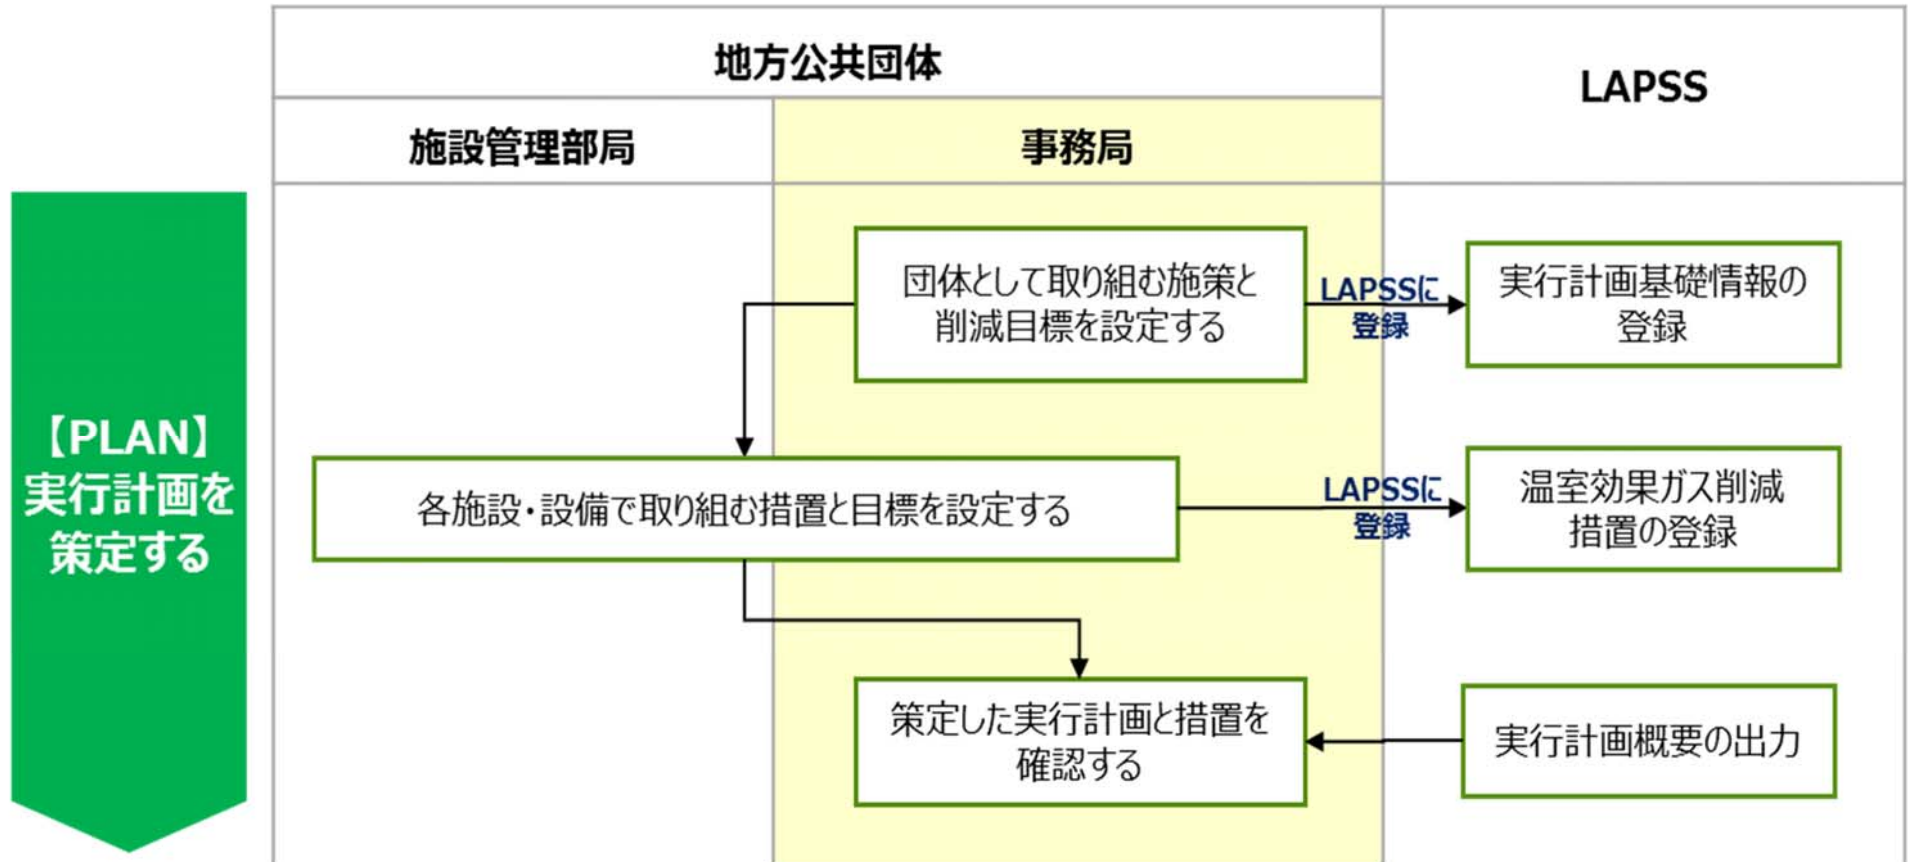 地方公共団体
LAPSS
施設管理部局
事務局
【PLAN】
実行計画を
策定する
団体として取り組む施策と
削減目標を設定する
LAPSSに
登録
実行計画基礎情報の
登録
各施設・設備で取り組む措置と目標を設定する
LAPSSに
登録
温室効果ガス削減
措置の登録
策定した実行計画と措置を
確認する
実行計画概要の出力